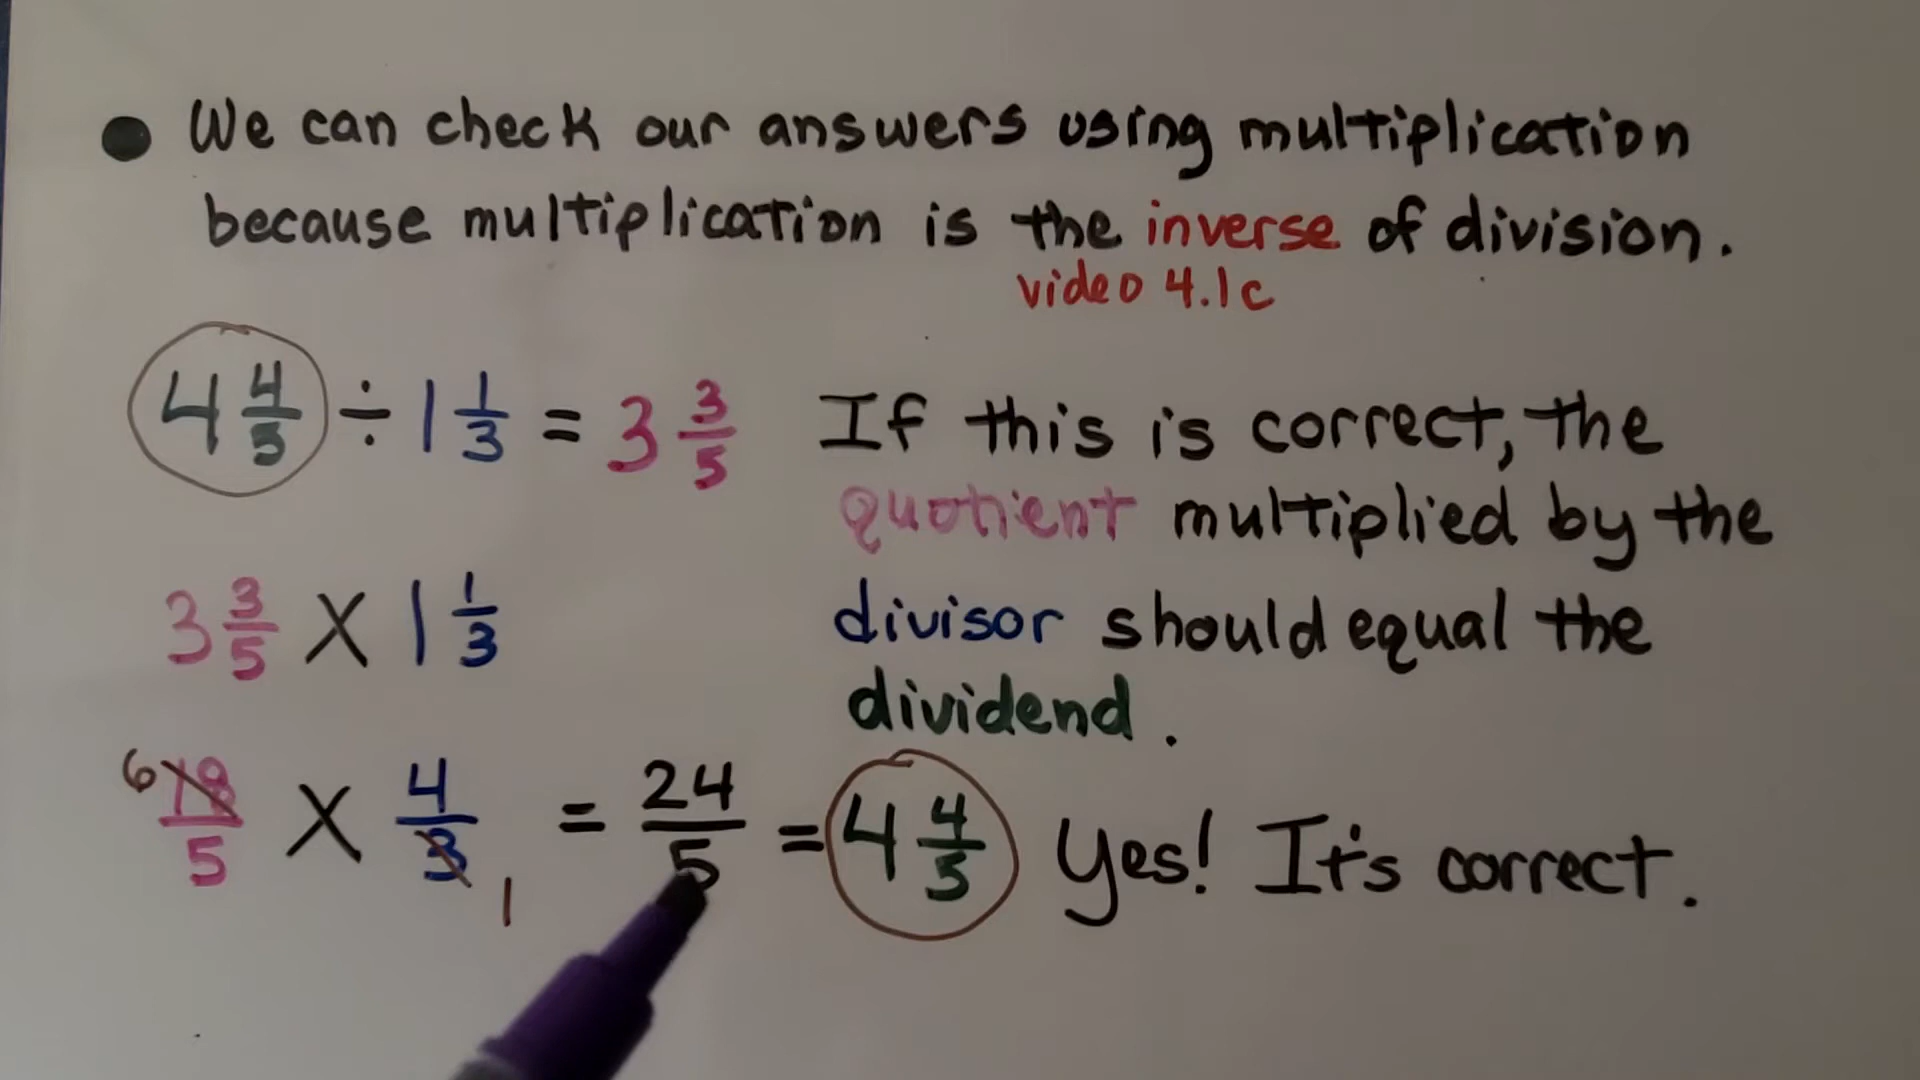 • We can check our answers using multiplication
because multiplication is the inverse of division.
video 4.1c
4 4/5 ÷ 1 1/3 = 3 3/5
If this is correct, the
quotient multiplied by the
divisor should equal the
dividend.
3 3/5 X 1 1/3
6 18/5 X 4/3 1 = 24/5 = 4 4/5 Yes! It's correct.